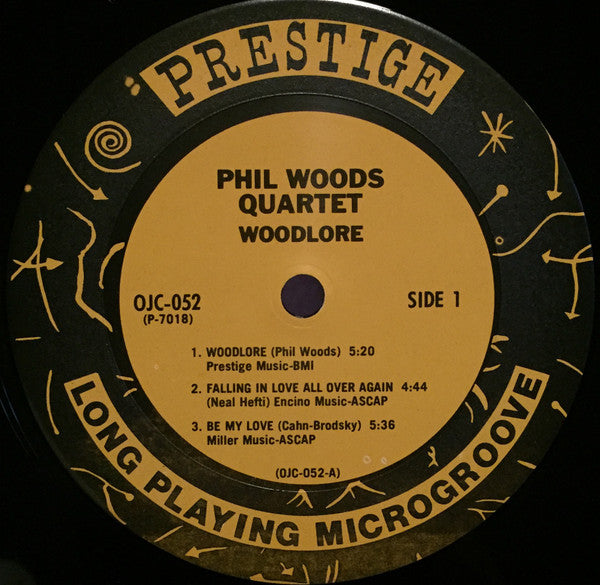 PRESTIGE
PHIL WOODS
QUARTET
WOODLORE
OJC-052
(P-7018)
SIDE 1
1. WOODLORE (Phil Woods) 5:20
Prestige Music-BMI
2. FALLING IN LOVE ALL OVER AGAIN 4:44
(Neal Hefti) Encino Music-ASCAP
3. BE MY LOVE (Cahn-Brodsky) 5:36
Miller Music-ASCAP
(OJC-052-A)
LONG PLAYING MICROGROOVE